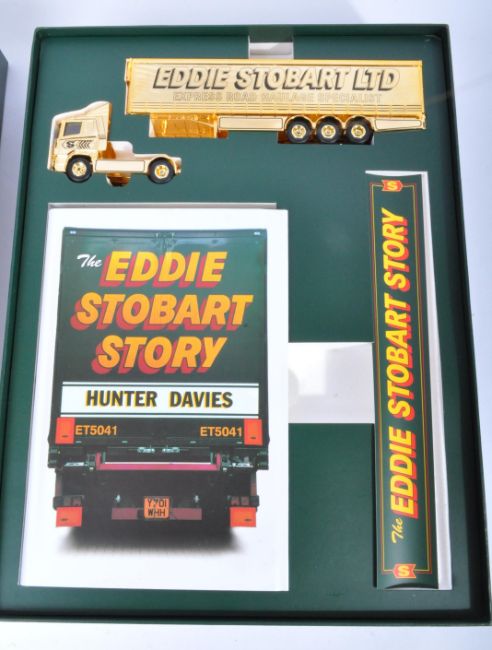 EDDIE STOBART LTD
EXPRESS ROAD HAULAGE SPECIALIST
S
The EDDIE
STOBART
STORY
HUNTER DAVIES
ET5041 ET5041
Y701
WHH
S
The EDDIE STOBART STORY
S